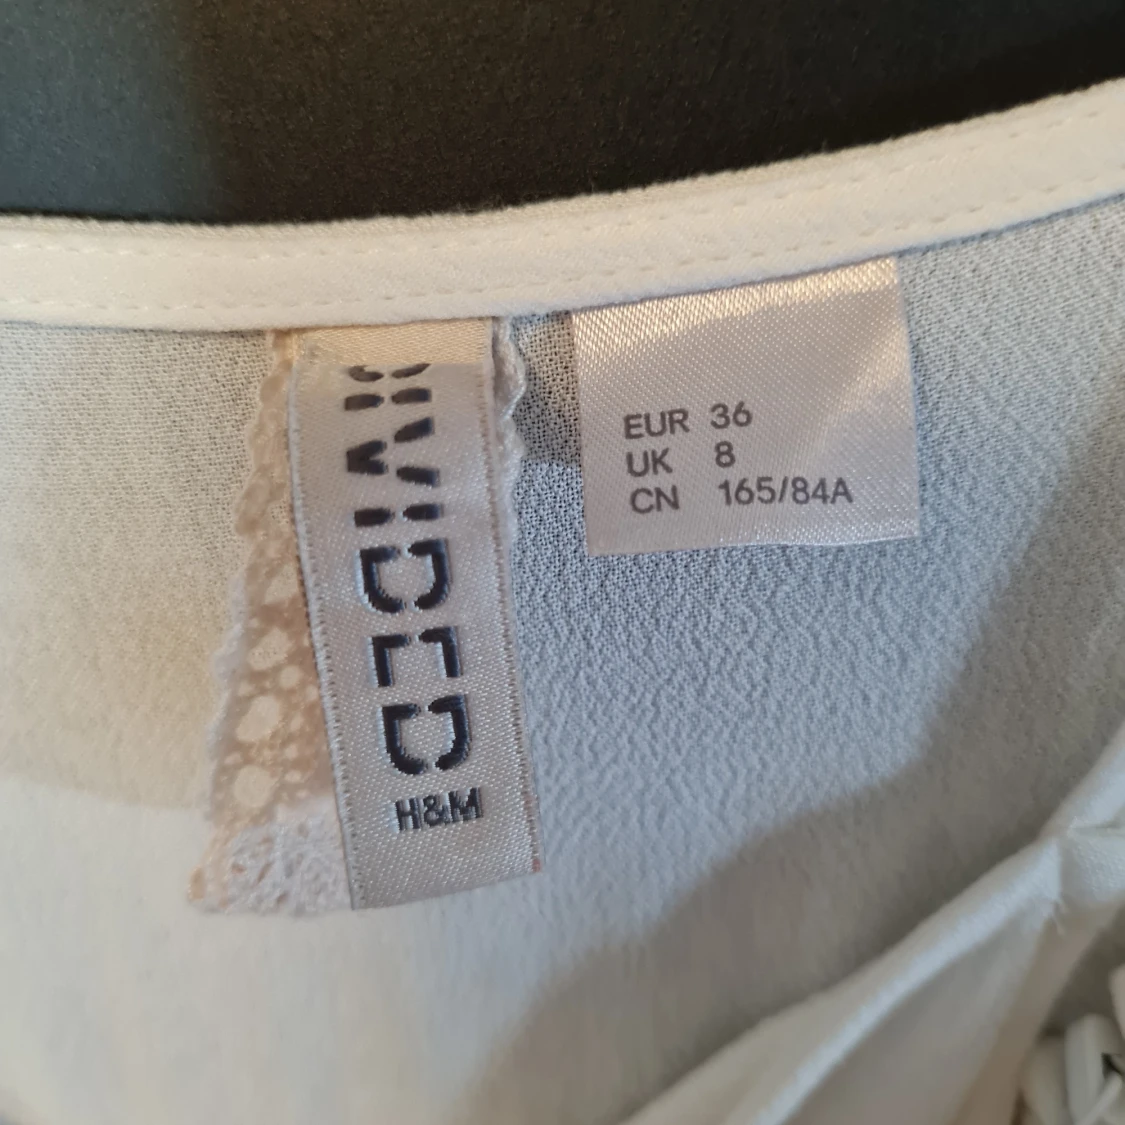 DIVIDED
H&M
EUR 36
UK 8
CN 165/84A